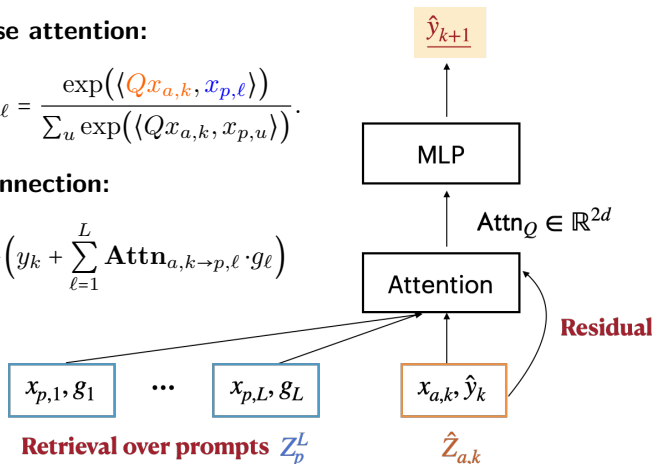 se attention:
ℓ = exp(⟨Qx_{a,k}, x_{p,ℓ}⟩) / ∑_u exp(⟨Qx_{a,k}, x_{p,u}⟩) .
nnection:
(y_k + ∑_{ℓ=1}^{L} Attn_{a,k→p,ℓ} · g_ℓ)
ŷ_{k+1}
MLP
Attn_Q ∈ ℝ^{2d}
Attention
Residual
x_{p,1}, g_1 ••• x_{p,L}, g_L x_{a,k}, ŷ_k
Retrieval over prompts Z_p^L Ẑ_{a,k}